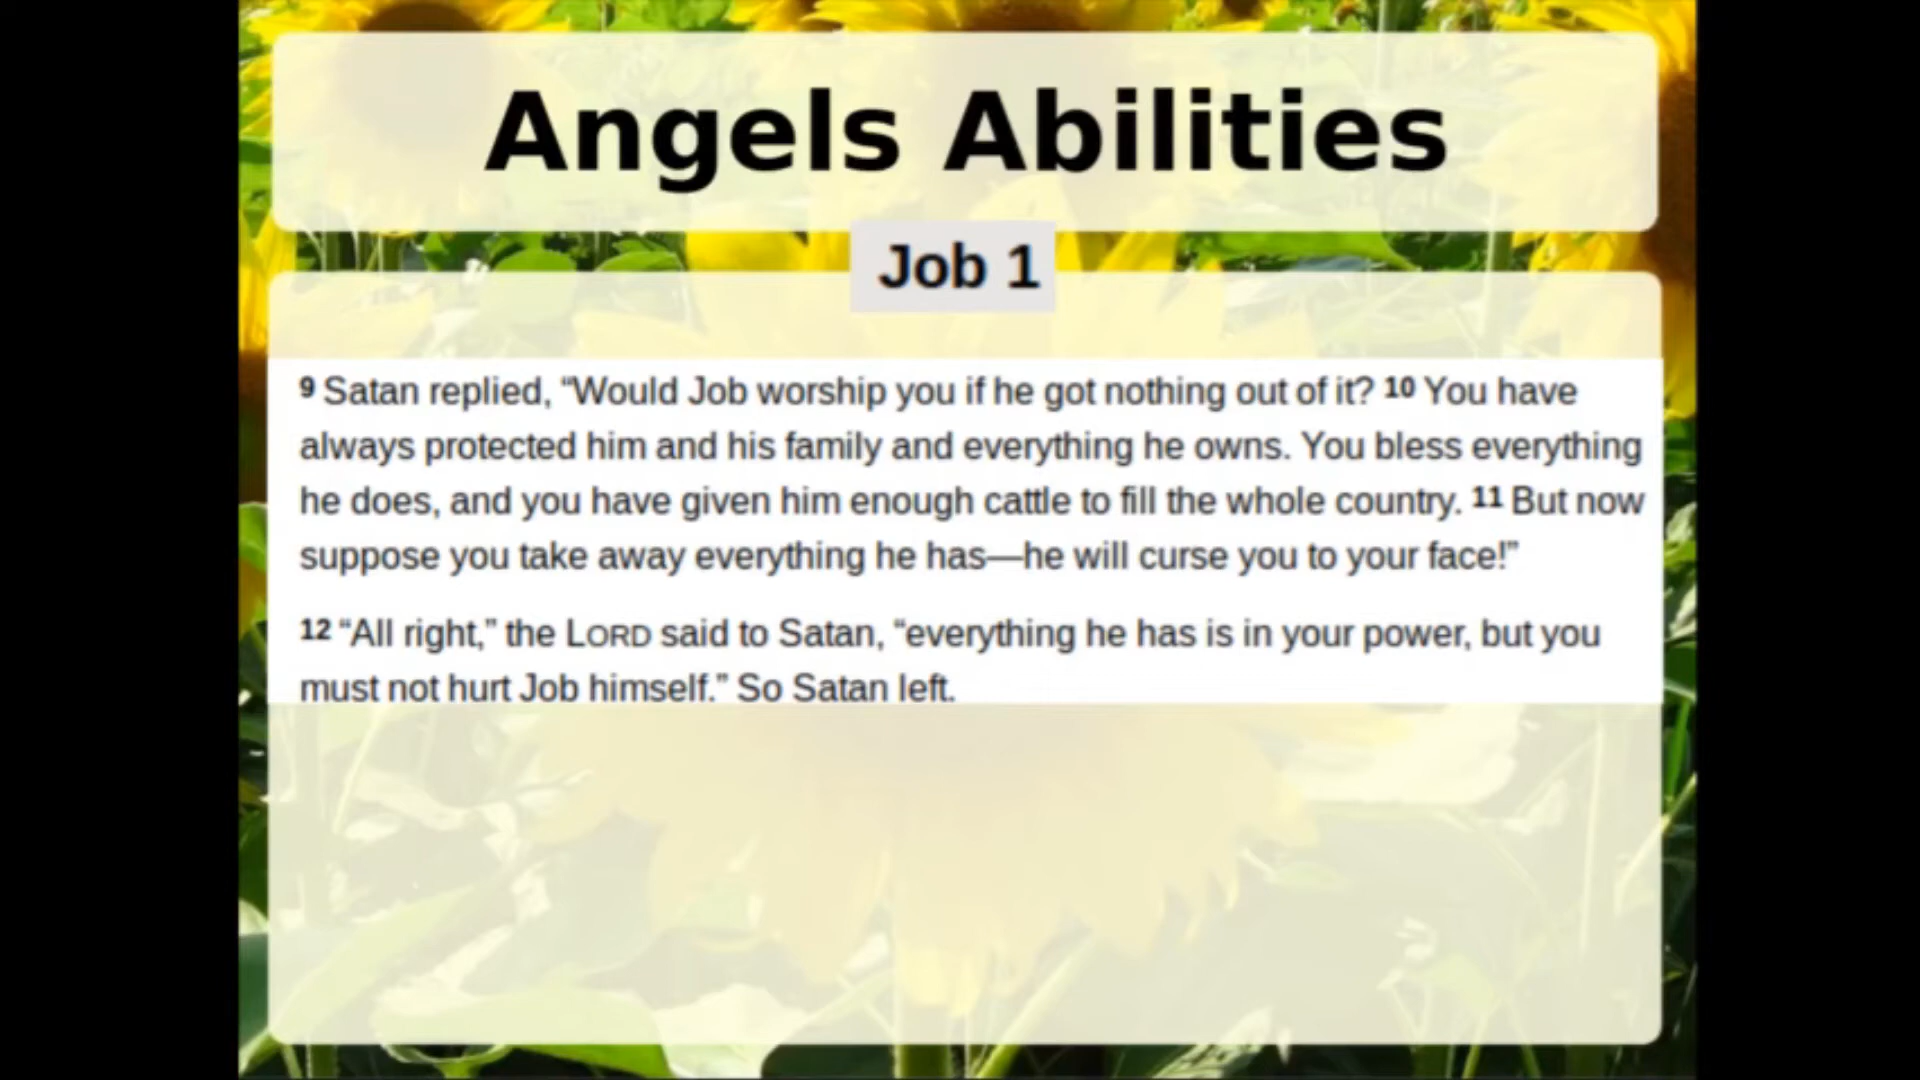 Angels Abilities
Job 1
9 Satan replied, “Would Job worship you if he got nothing out of it? 10 You have
always protected him and his family and everything he owns. You bless everything
he does, and you have given him enough cattle to fill the whole country. 11 But now
suppose you take away everything he has—he will curse you to your face!”
12 “All right,” the LORD said to Satan, “everything he has is in your power, but you
must not hurt Job himself.” So Satan left.